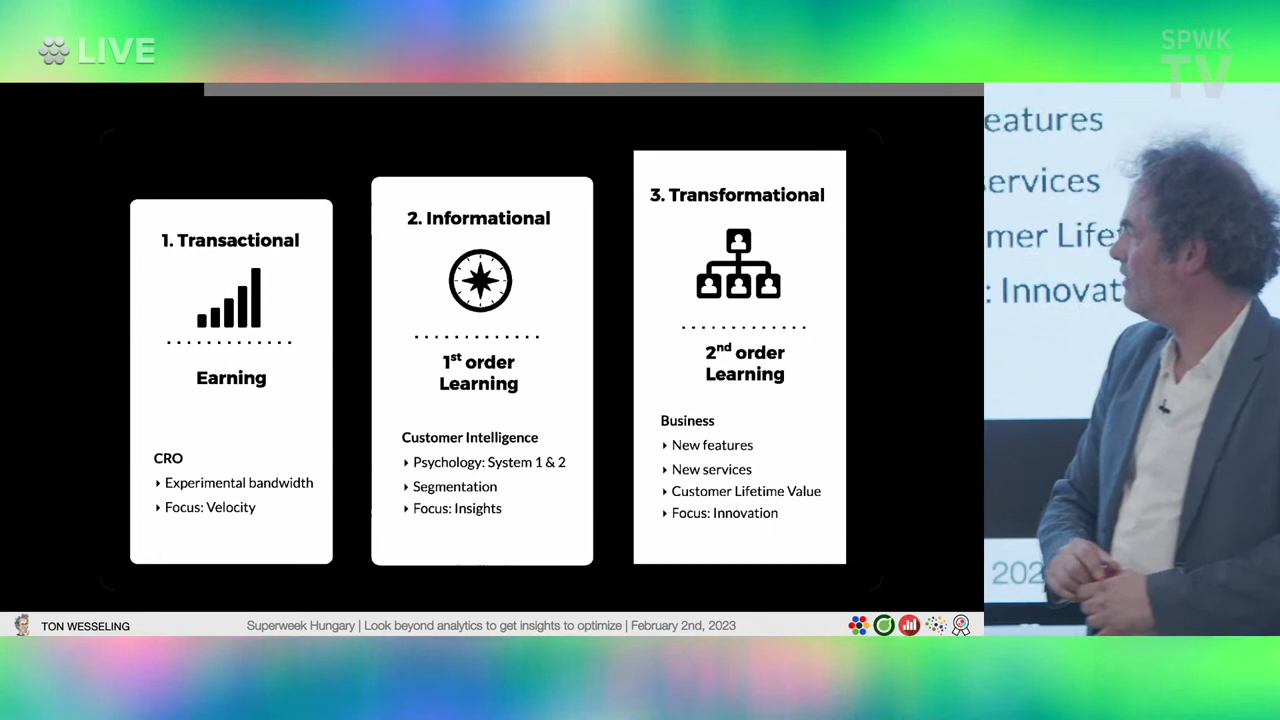 LIVE
SPWK
TV
1. Transactional
Earning
CRO
Experimental bandwidth
Focus: Velocity
2. Informational
1st order
Learning
Customer Intelligence
Psychology: System 1 & 2
Segmentation
Focus: Insights
3. Transformational
2nd order
Learning
Business
New features
New services
Customer Lifetime Value
Focus: Innovation
TON WESSELING
Superweek Hungary | Look beyond analytics to get insights to optimize | February 2nd, 2023
eatures
ervices
mer Life
: Innovat
202